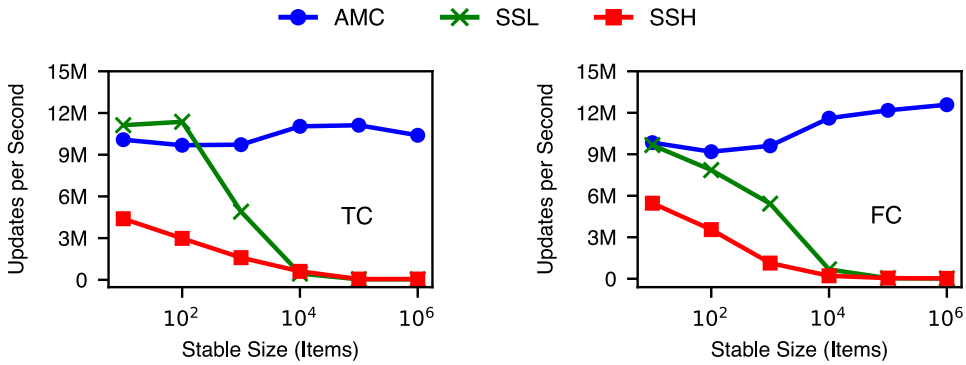 AMC SSL SSH
15M
12M
9M
6M
3M
0
Updates per Second
TC
10^2 10^4 10^6
Stable Size (Items)
15M
12M
9M
6M
3M
0
Updates per Second
FC
10^2 10^4 10^6
Stable Size (Items)